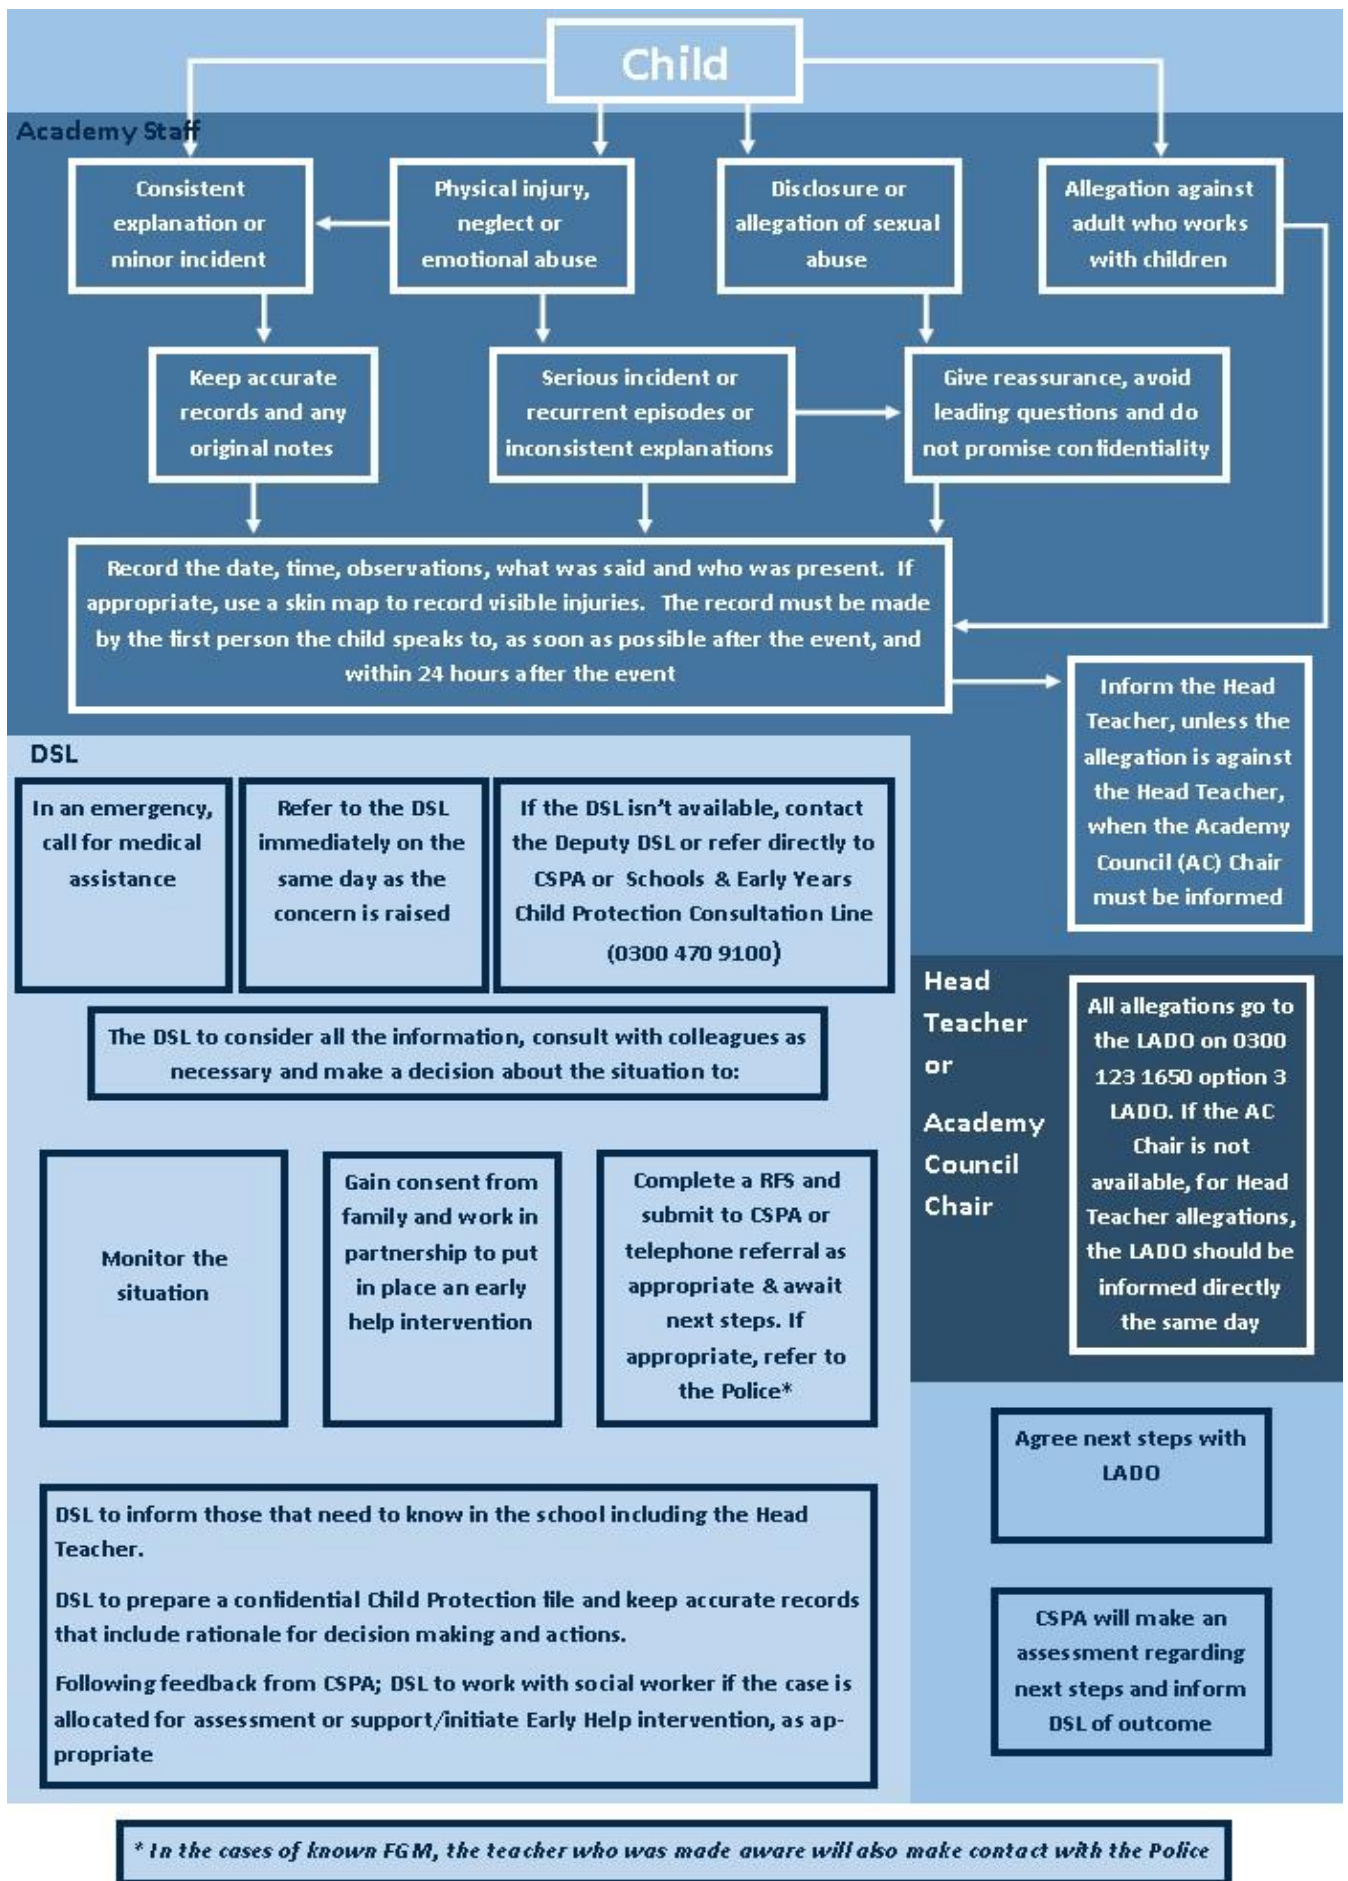 Child
Academy Staff
Consistent
explanation or
minor incident
Physical injury,
neglect or
emotional abuse
Disclosure or
allegation of sexual
abuse
Allegation against
adult who works
with children
Keep accurate
records and any
original notes
Serious incident or
recurrent episodes or
inconsistent explanations
Give reassurance, avoid
leading questions and do
not promise confidentiality
Record the date, time, observations, what was said and who was present. If
appropriate, use a skin map to record visible injuries. The record must be made
by the first person the child speaks to, as soon as possible after the event, and
within 24 hours after the event
Inform the Head
Teacher, unless the
allegation is against
the Head Teacher,
when the Academy
Council (AC) Chair
must be informed
DSL
In an emergency,
call for medical
assistance
Refer to the DSL
immediately on the
same day as the
concern is raised
If the DSL isn't available, contact
the Deputy DSL or refer directly to
CSPA or Schools & Early Years
Child Protection Consultation Line
(0300 470 9100)
The DSL to consider all the information, consult with colleagues as
necessary and make a decision about the situation to:
Head
Teacher
or
Academy
Council
Chair
All allegations go to
the LADO on 0300
123 1650 option 3
LADO. If the AC
Chair is not
available, for Head
Teacher allegations,
the LADO should be
informed directly
the same day
Monitor the
situation
Gain consent from
family and work in
partnership to put
in place an early
help intervention
Complete a RFS and
submit to CSPA or
telephone referral as
appropriate & await
next steps. If
appropriate, refer to
the Police*
Agree next steps with
LADO
DSL to inform those that need to know in the school including the Head
Teacher.
DSL to prepare a confidential Child Protection file and keep accurate records
that include rationale for decision making and actions.
Following feedback from CSPA; DSL to work with social worker if the case is
allocated for assessment or support/initiate Early Help intervention, as ap-
propriate
CSPA will make an
assessment regarding
next steps and inform
DSL of outcome
* In the cases of known FGM, the teacher who was made aware will also make contact with the Police